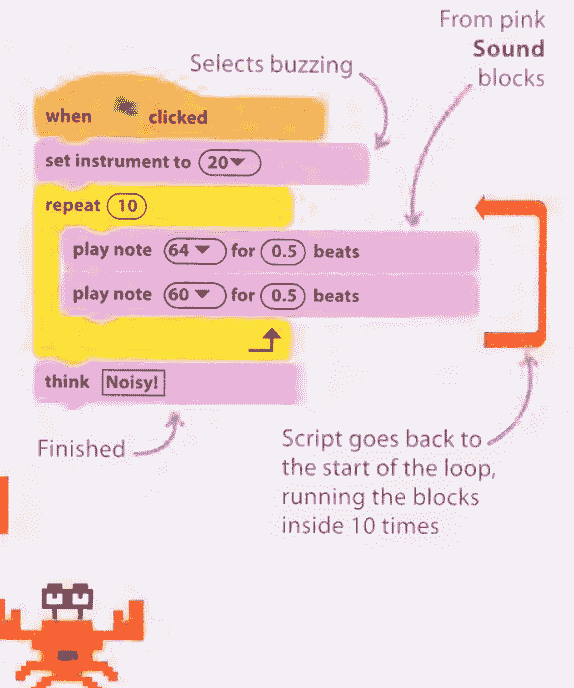 From pink
Sound
blocks
Selects buzzing
when clicked
set instrument to 20
repeat 10
play note 64 for 0.5 beats
play note 60 for 0.5 beats
think Noisy!
Finished
Script goes back to
the start of the loop,
running the blocks
inside 10 times